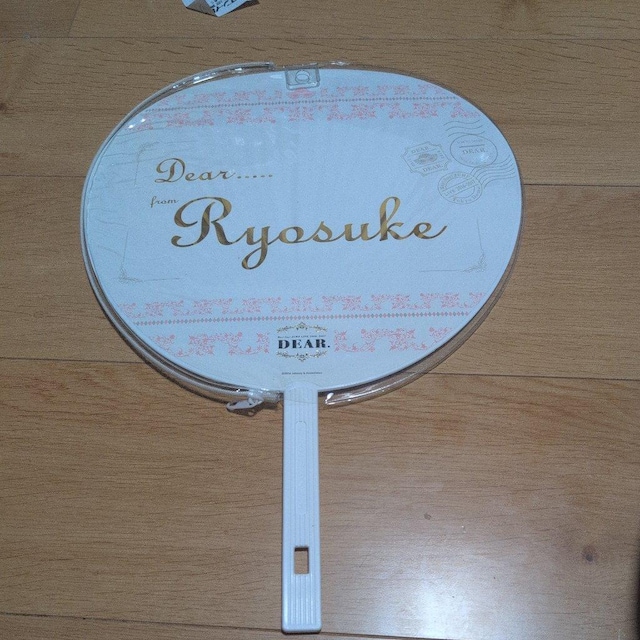 Dear.....
from
Ryosuke
DEAR.